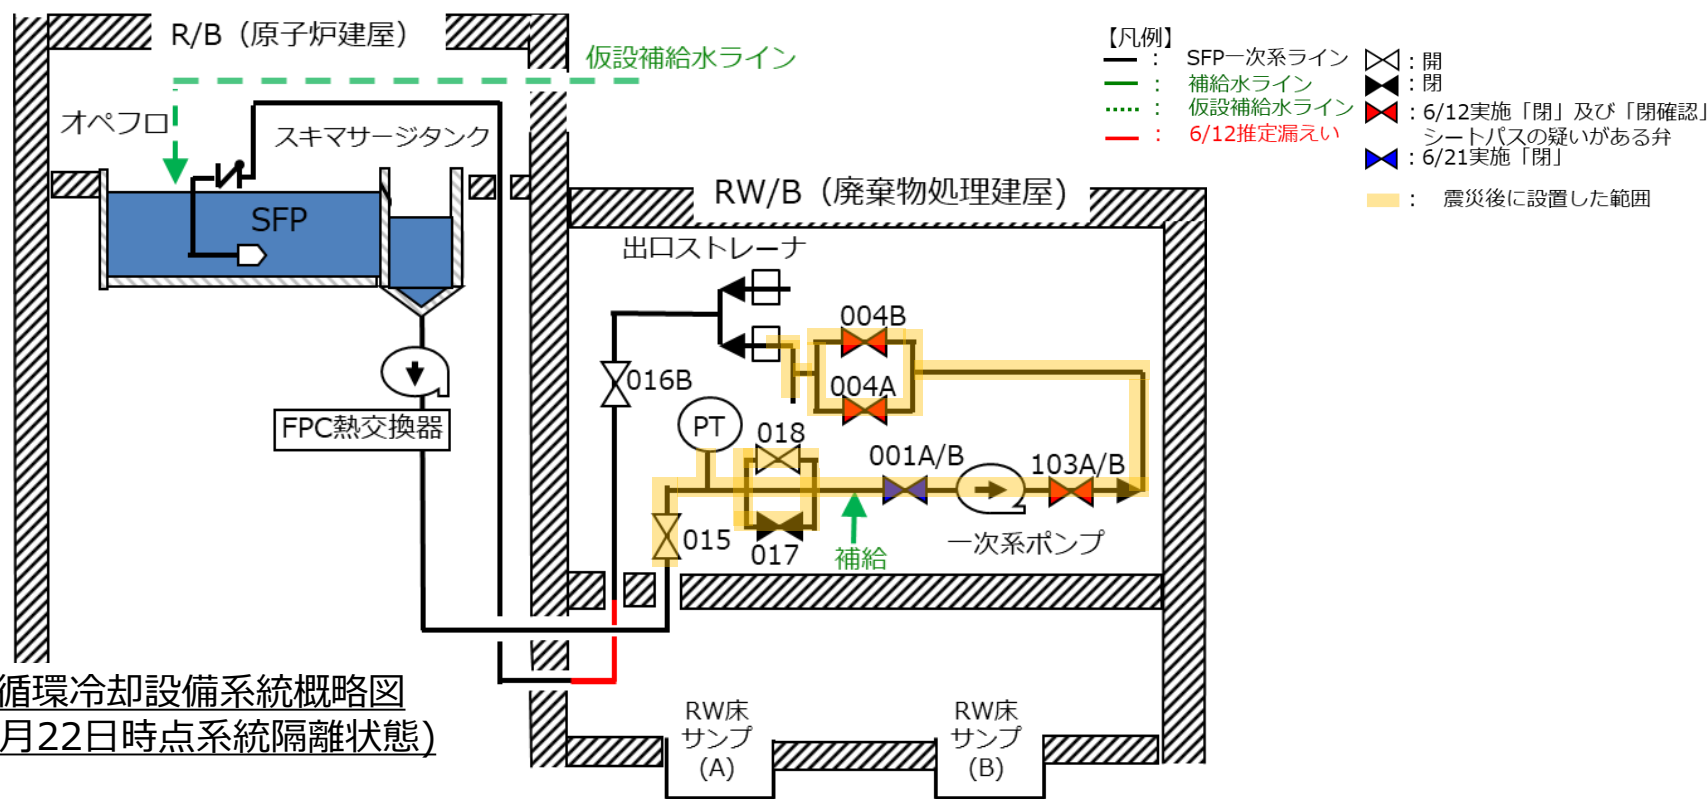 R/B（原子炉建屋）
仮設補給水ライン
オペフロ
スキマサージタンク
SFP
FPC熱交換器
RW/B（廃棄物処理建屋)
出口ストレーナ
004B
004A
016B
PT
018
001A/B
103A/B
015
017
補給
一次系ポンプ
RW床
サンプ
(A)
RW床
サンプ
(B)
【凡例】
： SFP一次系ライン
： 補給水ライン
： 仮設補給水ライン
： 6/12推定漏えい
：開
：閉
：6/12実施「閉」及び「閉確認」
シートパスの疑いがある弁
：6/21実施「閉」
： 震災後に設置した範囲
循環冷却設備系統概略図
月22日時点系統隔離状態)